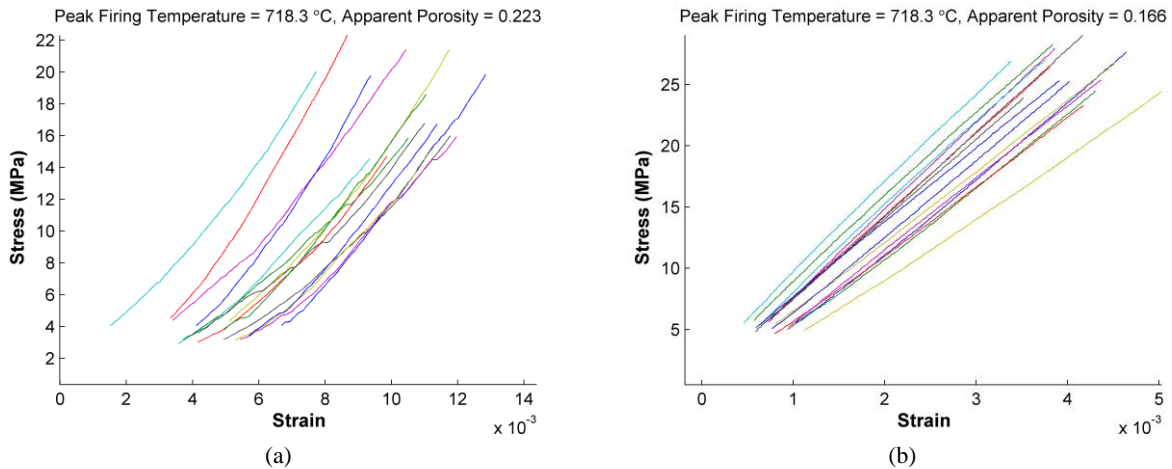 Peak Firing Temperature = 718.3 °C, Apparent Porosity = 0.223
22
20
18
16
14
12
10
8
6
4
2
Stress (MPa)
0 2 4 6 8 10 12 14
Strain
x 10-3
(a)
Peak Firing Temperature = 718.3 °C, Apparent Porosity = 0.166
25
20
15
10
5
Stress (MPa)
0 1 2 3 4 5
Strain
x 10-3
(b)